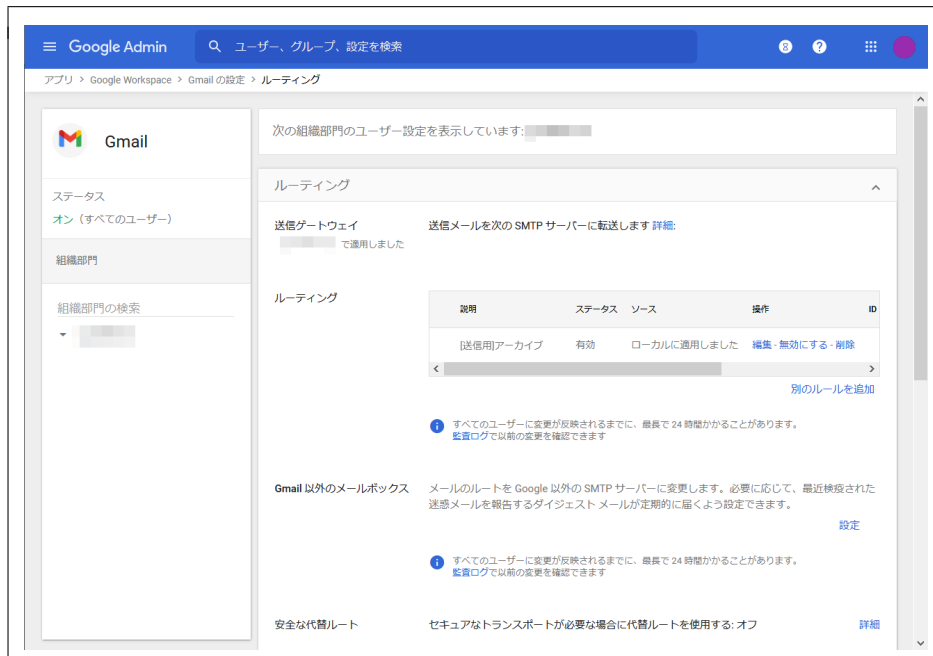 Google Admin
ユーザー、グループ、設定を検索
アプリ > Google Workspace > Gmail の設定 > ルーティング
Gmail
ステータス
オン（すべてのユーザー）
組織部門
組織部門の検索
次の組織部門のユーザー設定を表示しています:
ルーティング
送信ゲートウェイ
で適用しました
送信メールを次の SMTP サーバーに転送します 詳細:
ルーティング
説明 ステータス ソース 操作 ID
[送信用]アーカイブ 有効 ローカルに適用しました 編集 - 無効にする - 削除
別のルールを追加
すべてのユーザーに変更が反映されるまでに、最長で 24 時間かかることがあります。
監査ログで以前の変更を確認できます
Gmail 以外のメールボックス
メールのルートを Google 以外の SMTP サーバーに変更します。必要に応じて、最近検疫された
迷惑メールを報告するダイジェスト メールが定期的に届くよう設定できます。
設定
すべてのユーザーに変更が反映されるまでに、最長で 24 時間かかることがあります。
監査ログで以前の変更を確認できます
安全な代替ルート
セキュアなトランスポートが必要な場合に代替ルートを使用する: オフ
詳細